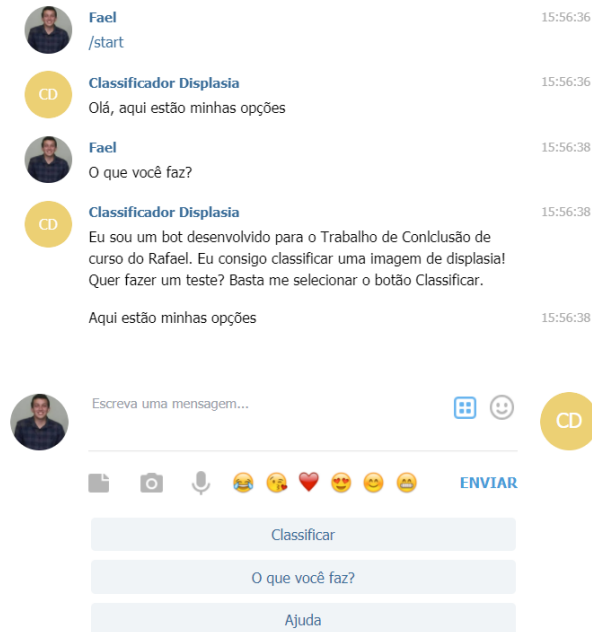 Fael 15:56:36
/start
CD
Classificador Displasia 15:56:36
Olá, aqui estão minhas opções
Fael 15:56:38
O que você faz?
CD
Classificador Displasia 15:56:38
Eu sou um bot desenvolvido para o Trabalho de Conlclusão de
curso do Rafael. Eu consigo classificar uma imagem de displasia!
Quer fazer um teste? Basta me selecionar o botão Classificar.
Aqui estão minhas opções 15:56:38
Escreva uma mensagem...
CD
ENVIAR
Classificar
O que você faz?
Ajuda